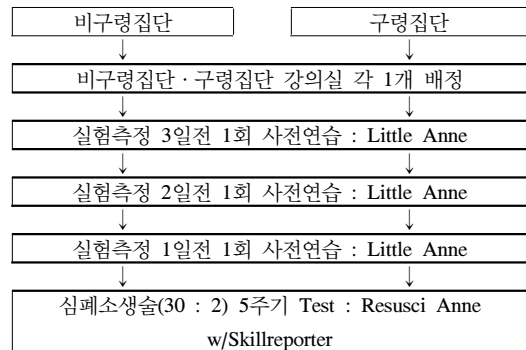 비구령집단 구령집단
비구령집단 · 구령집단 강의실 각 1개 배정
실험측정 3일전 1회 사전연습 : Little Anne
실험측정 2일전 1회 사전연습 : Little Anne
실험측정 1일전 1회 사전연습 : Little Anne
심폐소생술(30 : 2) 5주기 Test : Resusci Anne
w/Skillreporter